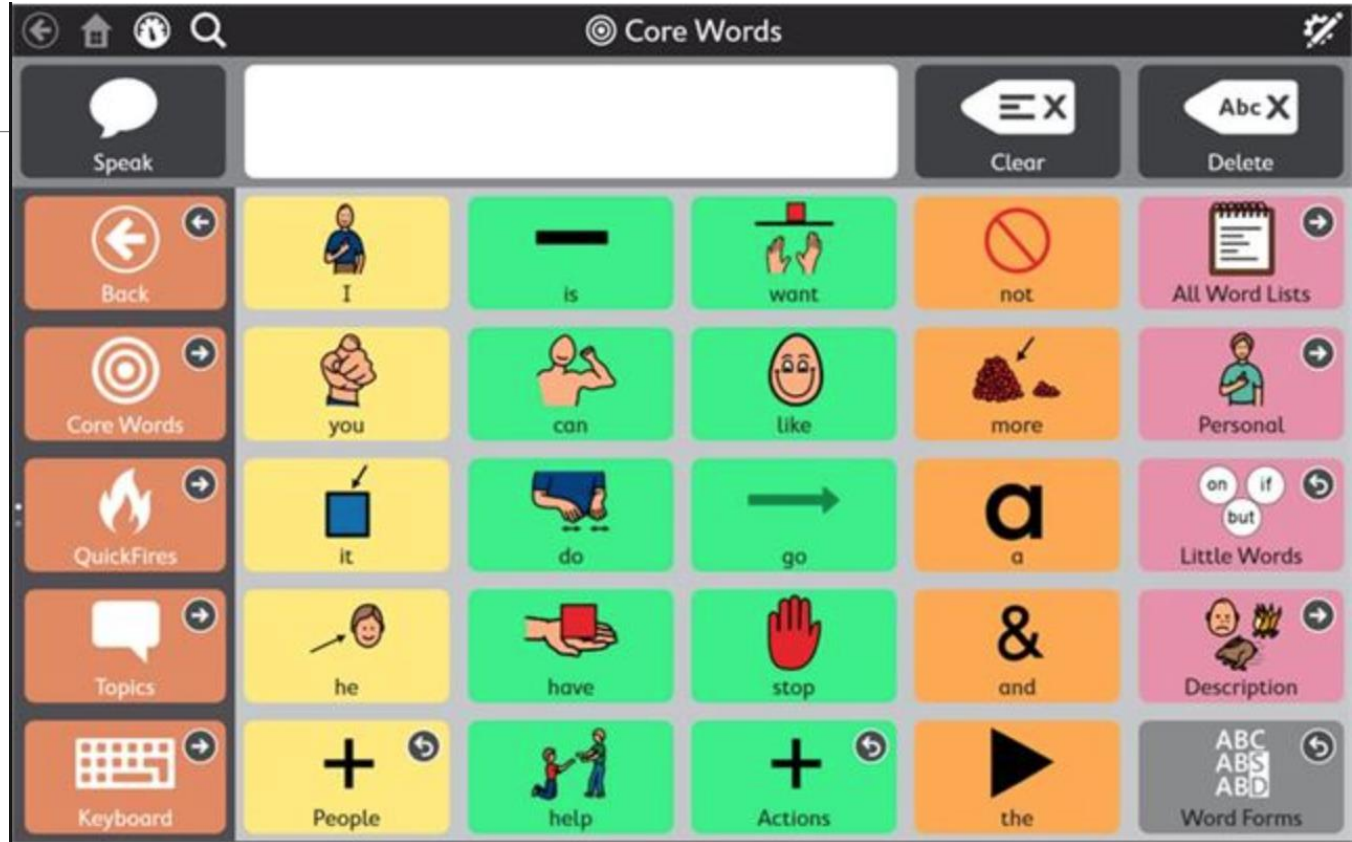 Core Words
Speak
Abc X
Clear
Delete
Back
I
is
want
not
All Word Lists
Core Words
you
can
like
more
Personal
on if
but
QuickFires
it
do
go
a
a
Little Words
&
Topics
he
have
stop
and
Description
ABC
ABS
ABD
Keyboard
People
help
Actions
the
Word Forms